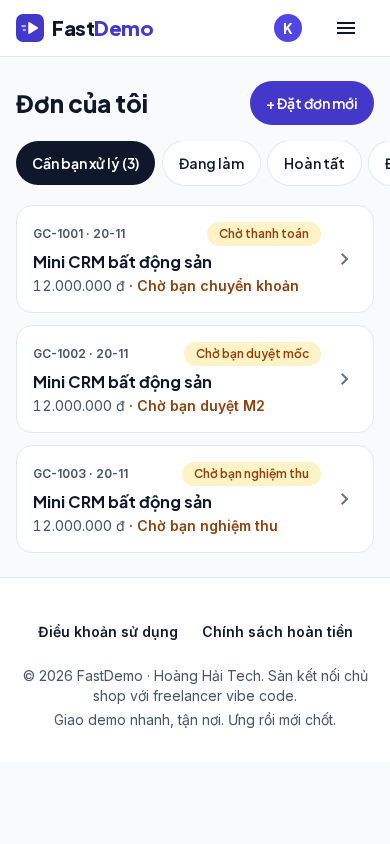 FastDemo
K
Đơn của tôi
+ Đặt đơn mới
Cần bạn xử lý (3)
Đang làm
Hoàn tất
GC-1001 · 20-11
Chờ thanh toán
Mini CRM bất động sản
12.000.000 đ · Chờ bạn chuyển khoản
GC-1002 · 20-11
Chờ bạn duyệt mốc
Mini CRM bất động sản
12.000.000 đ · Chờ bạn duyệt M2
GC-1003 · 20-11
Chờ bạn nghiệm thu
Mini CRM bất động sản
12.000.000 đ · Chờ bạn nghiệm thu
Điều khoản sử dụng
Chính sách hoàn tiền
© 2026 FastDemo · Hoàng Hải Tech. Sàn kết nối chủ
shop với freelancer vibe code.
Giao demo nhanh, tận nơi. Ưng rồi mới chốt.